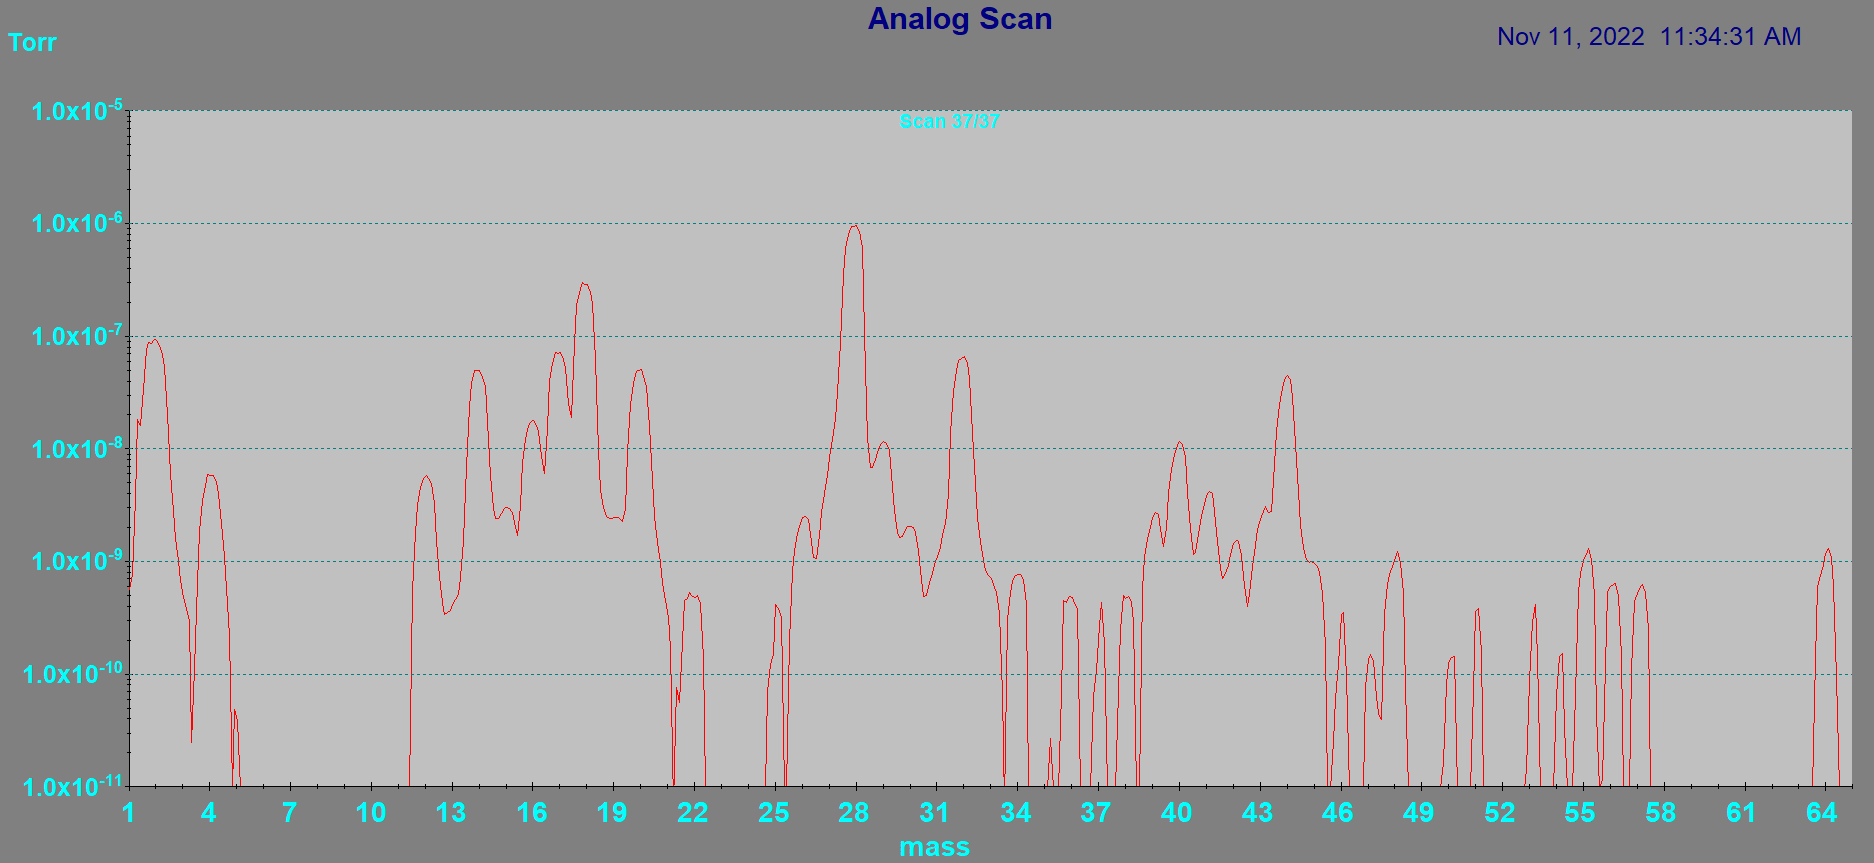 Analog Scan
Torr
Nov 11, 2022  11:34:31 AM
1.0x10⁻⁵
Scan 37/37
1.0x10⁻⁶
1.0x10⁻⁷
1.0x10⁻⁸
1.0x10⁻⁹
1.0x10⁻¹⁰
1.0x10⁻¹¹
1 4 7 10 13 16 19 22 25 28 31 34 37 40 43 46 49 52 55 58 61 64
mass